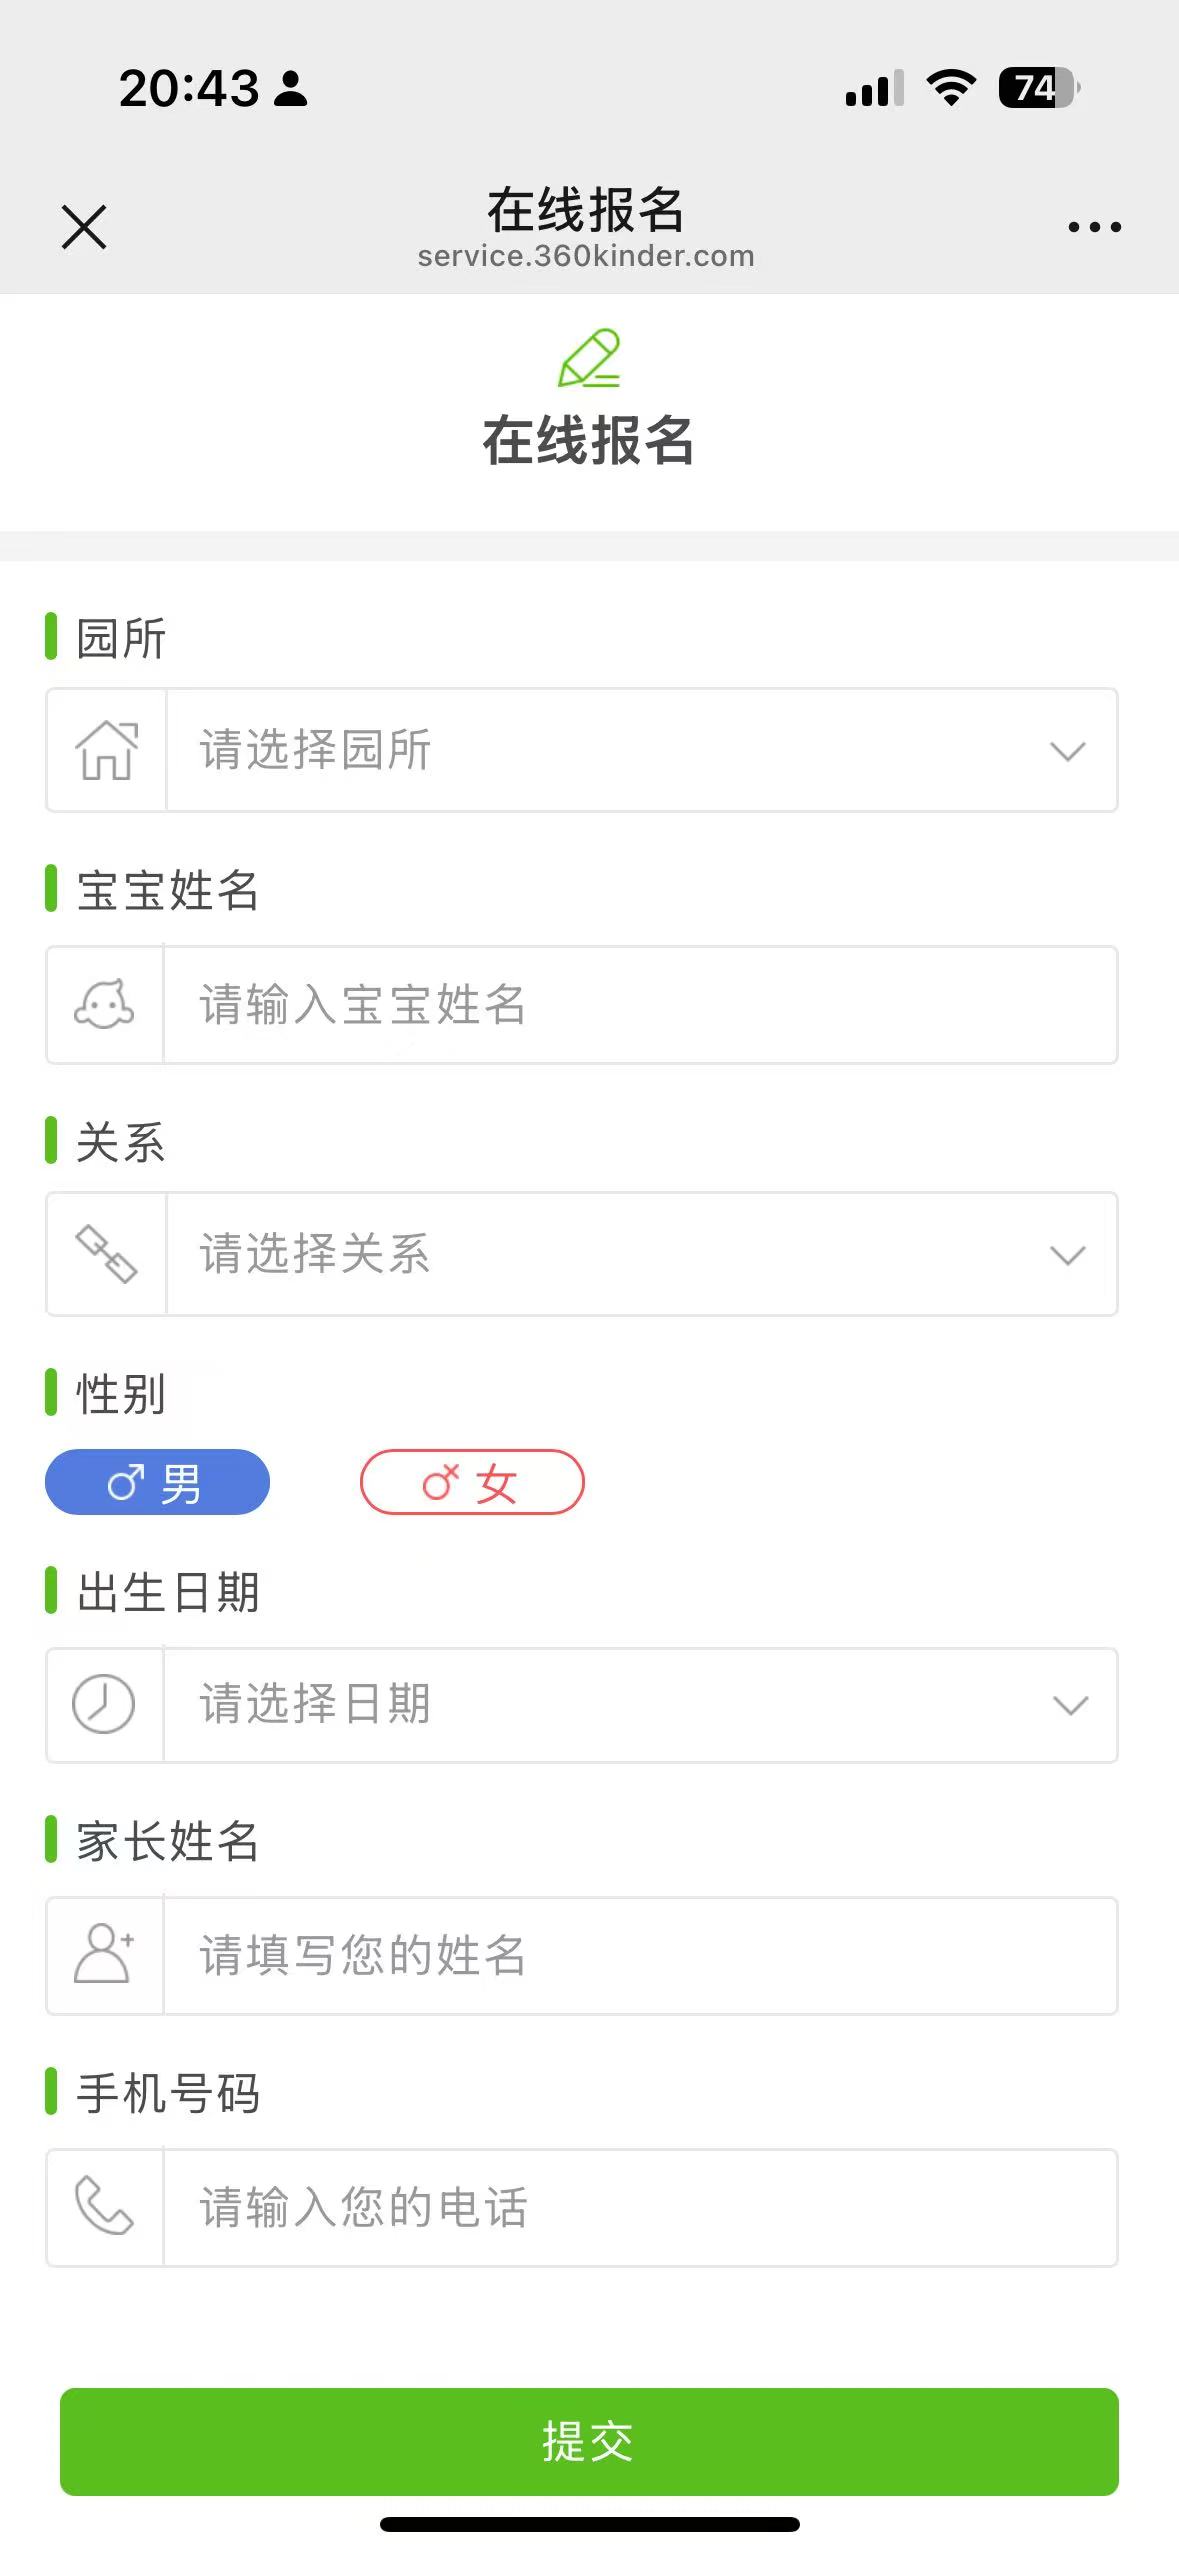 20:43
74
在线报名
service.360kinder.com
在线报名
园所
请选择园所
宝宝姓名
请输入宝宝姓名
关系
请选择关系
性别
男 女
出生日期
请选择日期
家长姓名
请填写您的姓名
手机号码
请输入您的电话
提交